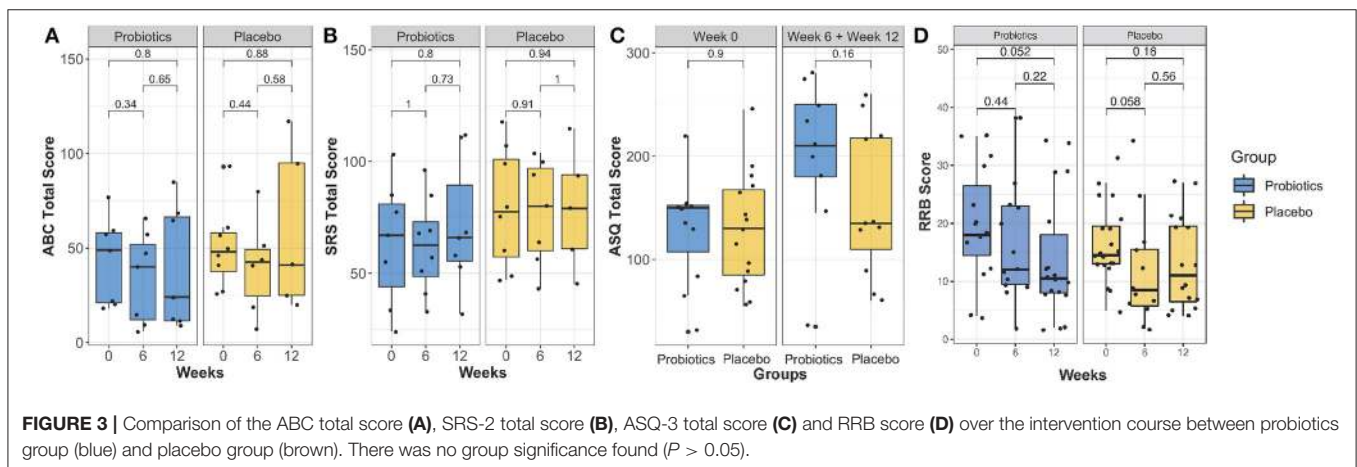 A
Probiotics
Placebo
0.8
0.88
0.65
0.58
0.34
0.44
ABC Total Score
150
100
50
0
0 6 12
0 6 12
Weeks
B
Probiotics
Placebo
0.8
0.94
0.73
1
1
0.91
SRS Total Score
150
100
50
0 6 12
0 6 12
Weeks
C
Week 0
Week 6 + Week 12
0.9
0.16
ASQ Total Score
300
200
100
Probiotics Placebo
Probiotics Placebo
Groups
D
Probiotics
Placebo
0.052
0.16
0.22
0.56
0.44
0.058
RRB Score
50
40
30
20
10
0
0 6 12
0 6 12
Weeks
Group
Probiotics
Placebo
FIGURE 3 | Comparison of the ABC total score (A), SRS-2 total score (B), ASQ-3 total score (C) and RRB score (D) over the intervention course between probiotics
group (blue) and placebo group (brown). There was no group significance found (P > 0.05).